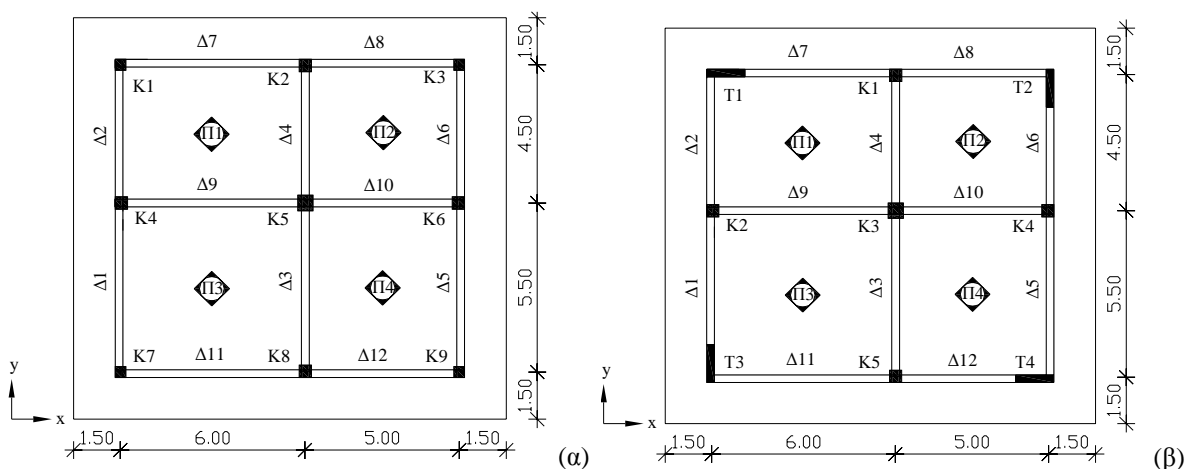 Δ7 Δ8
K1 K2 K3
Δ2 Δ4 Δ6
Π1 Π2
Δ9 Δ10
K4 K5 K6
Δ1 Δ3 Δ5
Π3 Π4
K7 Δ11 K8 Δ12 K9
1.50
4.50
5.50
1.50
y
x
1.50 6.00 5.00 1.50
(α)
Δ7 Δ8
T1 K1 T2
Δ2 Δ4 Δ6
Π1 Π2
Δ9 Δ10
K2 K3 K4
Δ1 Δ3 Δ5
Π3 Π4
T3 Δ11 K5 Δ12 T4
1.50
4.50
5.50
1.50
y
x
1.50 6.00 5.00 1.50
(β)